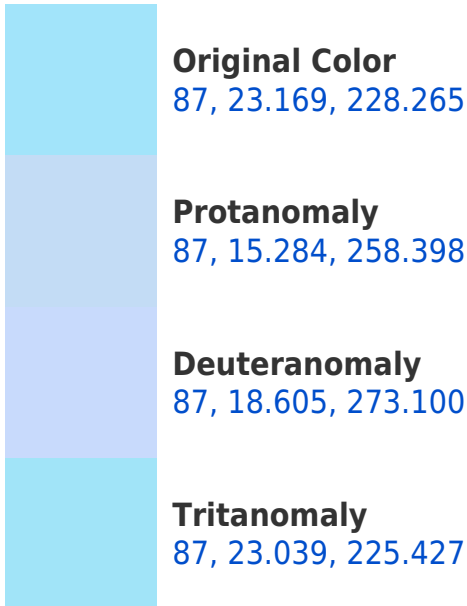 Original Color
87, 23.169, 228.265
Protanomaly
87, 15.284, 258.398
Deuteranomaly
87, 18.605, 273.100
Tritanomaly
87, 23.039, 225.427